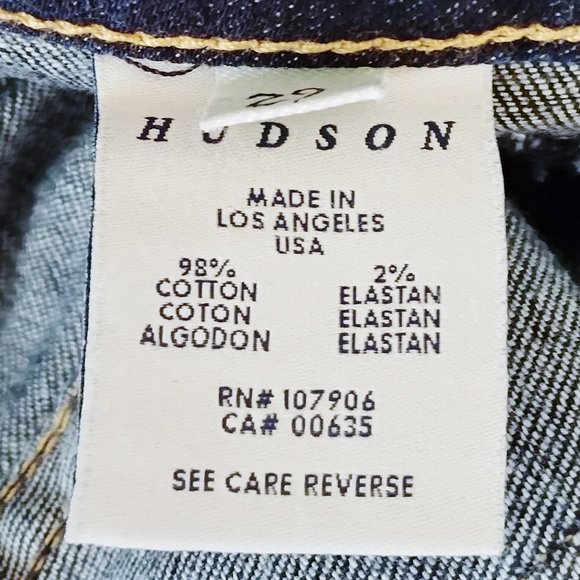 HUDSON
MADE IN
LOS ANGELES
USA
98% 2%
COTTON ELASTAN
COTON ELASTAN
ALGODON ELASTAN
RN# 107906
CA# 00635
SEE CARE REVERSE